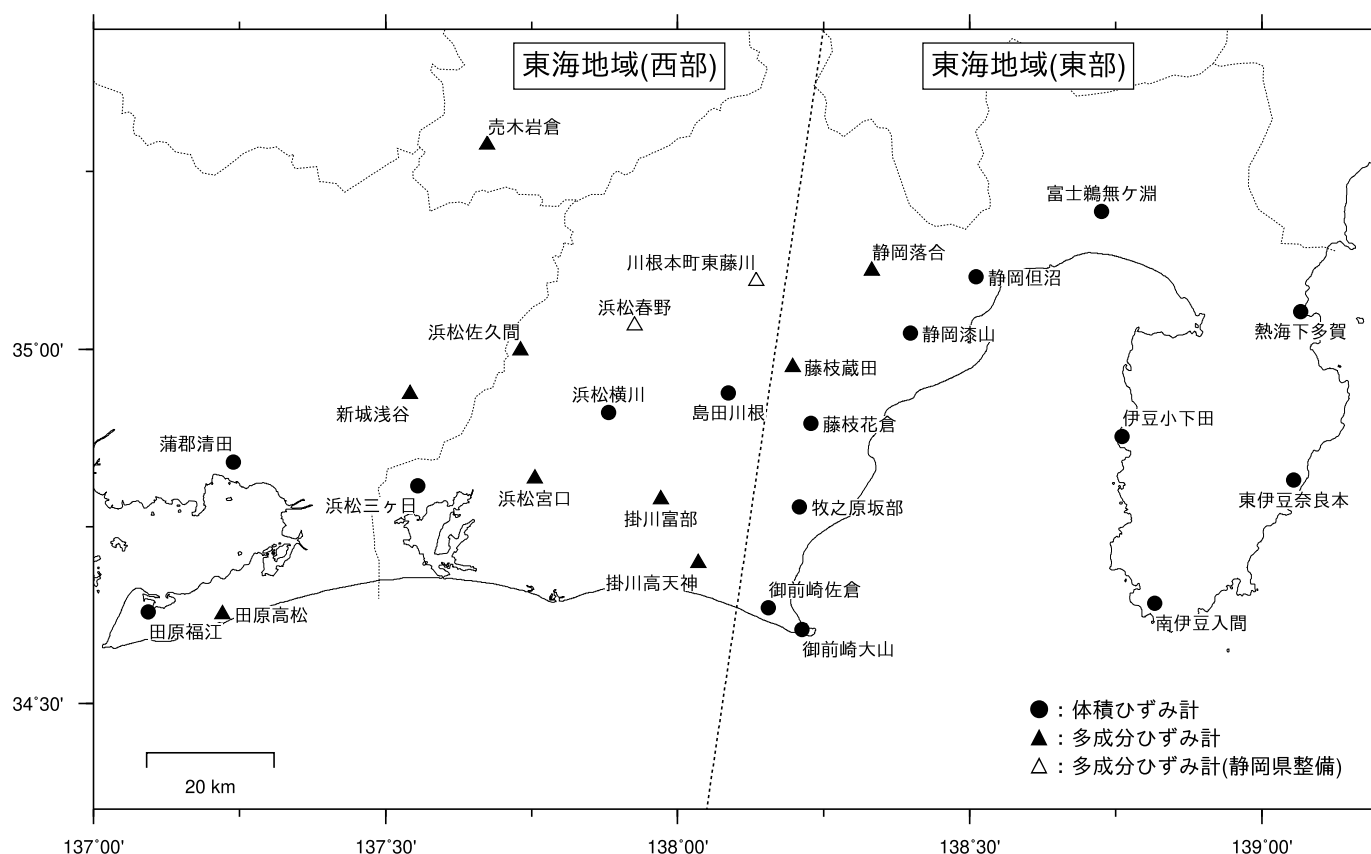 東海地域(西部)
東海地域(東部)
売木岩倉
富士鵜無ケ淵
静岡落合
川根本町東藤川
静岡但沼
浜松春野
熱海下多賀
浜松佐久間
静岡漆山
35°00'
藤枝蔵田
浜松横川
島田川根
新城浅谷
伊豆小下田
藤枝花倉
蒲郡清田
浜松宮口
東伊豆奈良本
浜松三ヶ日
牧之原坂部
掛川富部
掛川高天神
御前崎佐倉
田原高松
田原福江
南伊豆入間
御前崎大山
34°30'
●：体積ひずみ計
▲：多成分ひずみ計
△：多成分ひずみ計(静岡県整備)
20 km
137°00'
137°30'
138°00'
138°30'
139°00'